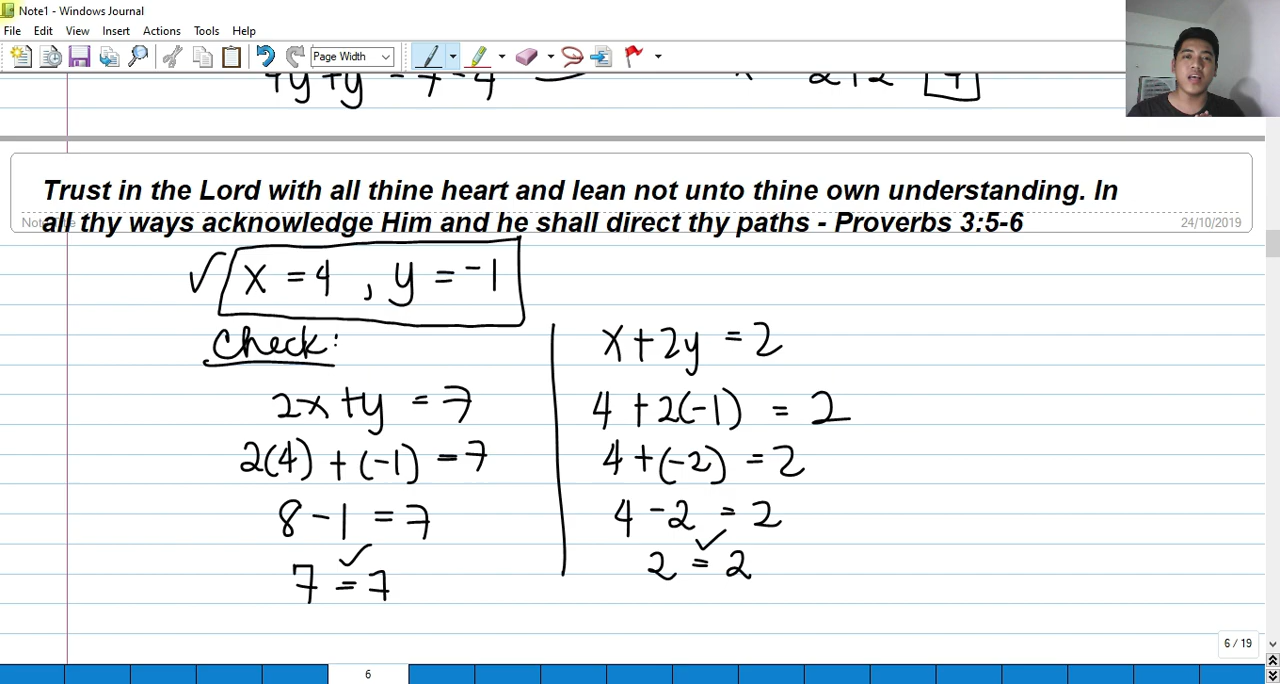 Note1 - Windows Journal
File Edit View Insert Actions Tools Help
Page Width
4y + y = 7 - 4
Trust in the Lord with all thine heart and lean not unto thine own understanding. In
all thy ways acknowledge Him and he shall direct thy paths - Proverbs 3:5-6
24/10/2019
√ x = 4 , y = -1
Check:
2x + y = 7
2(4) + (-1) = 7
8 - 1 = 7
7 = 7
x + 2y = 2
4 + 2(-1) = 2
4 + (-2) = 2
4 - 2 = 2
2 = 2
6 / 19
6